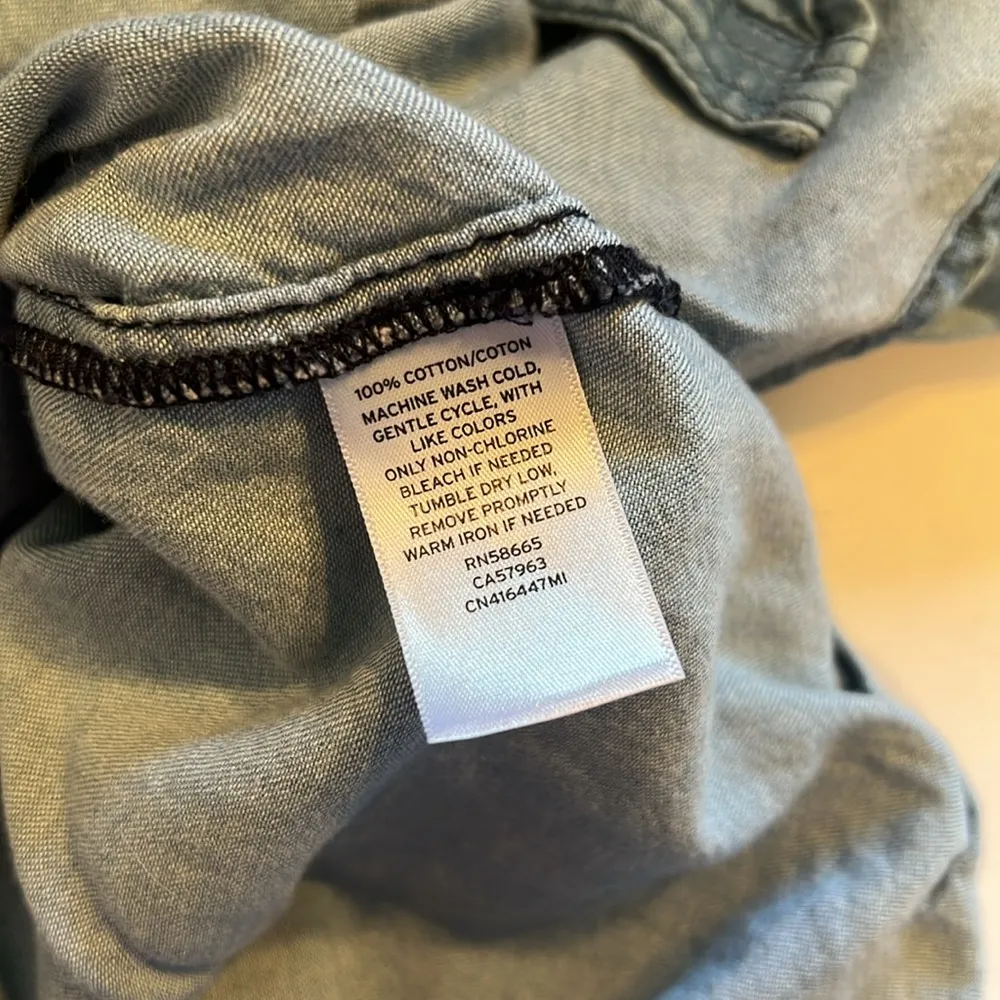 100% COTTON/COTON
MACHINE WASH COLD,
GENTLE CYCLE, WITH
LIKE COLORS
ONLY NON-CHLORINE
BLEACH IF NEEDED
TUMBLE DRY LOW,
REMOVE PROMPTLY
WARM IRON IF NEEDED
RN58665
CA57963
CN416447MI